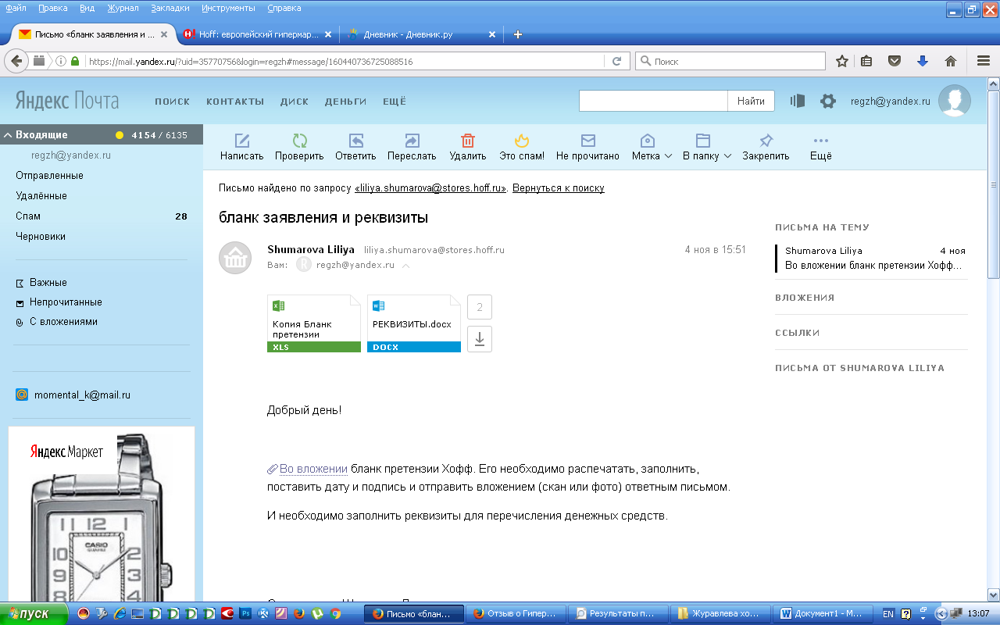 Файл Правка Вид Журнал Закладки Инструменты Справка
Письмо «бланк заявления и ... Hoff: европейский гипермар... Дневник - Дневник.ру
https://mail.yandex.ru/?uid=35770756&login=regzh#message/160440736725088516 Поиск
Яндекс Почта ПОИСК КОНТАКТЫ ДИСК ДЕНЬГИ ЕЩЁ Найти regzh@yandex.ru
Входящие 4154 / 6135
regzh@yandex.ru
Отправленные
Удалённые
Спам 28
Черновики
Важные
Непрочитанные
С вложениями
momental_k@mail.ru
Яндекс Маркет
12
CASIO
QUARTZ
Написать Проверить Ответить Переслать Удалить Это спам! Не прочитано Метка В папку Закрепить Ещё
Письмо найдено по запросу «liliya.shumarova@stores.hoff.ru». Вернуться к поиску
бланк заявления и реквизиты
Shumarova Liliya liliya.shumarova@stores.hoff.ru 4 ноя в 15:51
Вам: R regzh@yandex.ru
Копия Бланк
претензии
XLS
РЕКВИЗИТЫ.docx
DOCX
2
Добрый день!
Во вложении бланк претензии Хофф. Его необходимо распечатать, заполнить,
поставить дату и подпись и отправить вложением (скан или фото) ответным письмом.
И необходимо заполнить реквизиты для перечисления денежных средств.
ПИСЬМА НА ТЕМУ
Shumarova Liliya 4 ноя
Во вложении бланк претензии Хофф...
ВЛОЖЕНИЯ
ССЫЛКИ
ПИСЬМА ОТ SHUMAROVA LILIYA
пуск Письмо «блан... Отзыв о Гипер... Результаты п... Журавлева хо... Документ1 - M... EN 13:07